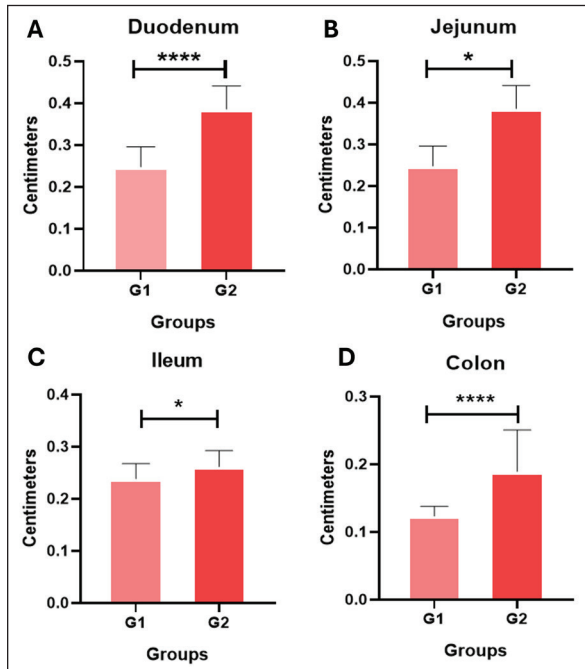 A
Duodenum
0.5
0.4
0.3
0.2
0.1
0.0
Centimeters
****
G1
G2
Groups
B
Jejunum
0.5
0.4
0.3
0.2
0.1
0.0
Centimeters
*
G1
G2
Groups
C
Ileum
0.4
0.3
0.2
0.1
0.0
Centimeters
*
G1
G2
Groups
D
Colon
0.3
0.2
0.1
0.0
Centimeters
****
G1
G2
Groups